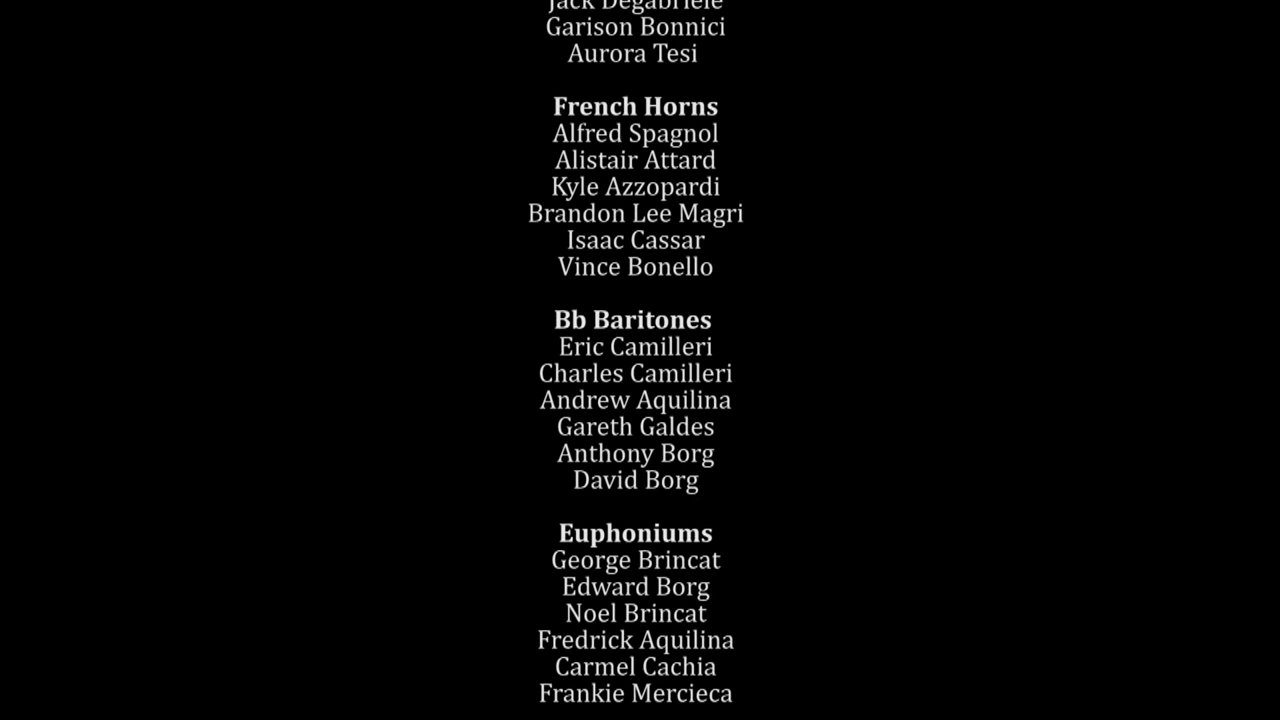 Jack Degabriele
Garison Bonnici
Aurora Tesi
French Horns
Alfred Spagnol
Alistair Attard
Kyle Azzopardi
Brandon Lee Magri
Isaac Cassar
Vince Bonello
Bb Baritones
Eric Camilleri
Charles Camilleri
Andrew Aquilina
Gareth Galdes
Anthony Borg
David Borg
Euphoniums
George Brincat
Edward Borg
Noel Brincat
Fredrick Aquilina
Carmel Cachia
Frankie Mercieca